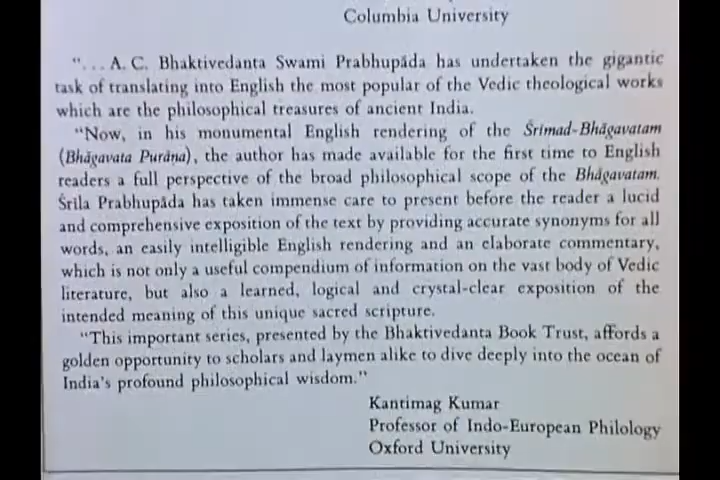 Columbia University
"... A. C. Bhaktivedanta Swami Prabhupāda has undertaken the gigantic
task of translating into English the most popular of the Vedic theological works
which are the philosophical treasures of ancient India.
"Now, in his monumental English rendering of the Śrīmad-Bhāgavatam
(Bhāgavata Purāṇa), the author has made available for the first time to English
readers a full perspective of the broad philosophical scope of the Bhāgavatam.
Śrīla Prabhupāda has taken immense care to present before the reader a lucid
and comprehensive exposition of the text by providing accurate synonyms for all
words, an easily intelligible English rendering and an elaborate commentary,
which is not only a useful compendium of information on the vast body of Vedic
literature, but also a learned, logical and crystal-clear exposition of the
intended meaning of this unique sacred scripture.
"This important series, presented by the Bhaktivedanta Book Trust, affords a
golden opportunity to scholars and laymen alike to dive deeply into the ocean of
India's profound philosophical wisdom."
Kantimag Kumar
Professor of Indo-European Philology
Oxford University